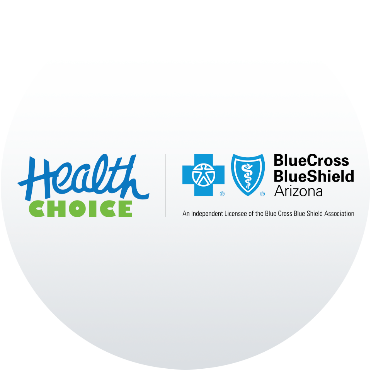 Health
CHOICE
BlueCross
BlueShield
Arizona
® ®
An Independent Licensee of the Blue Cross Blue Shield Association